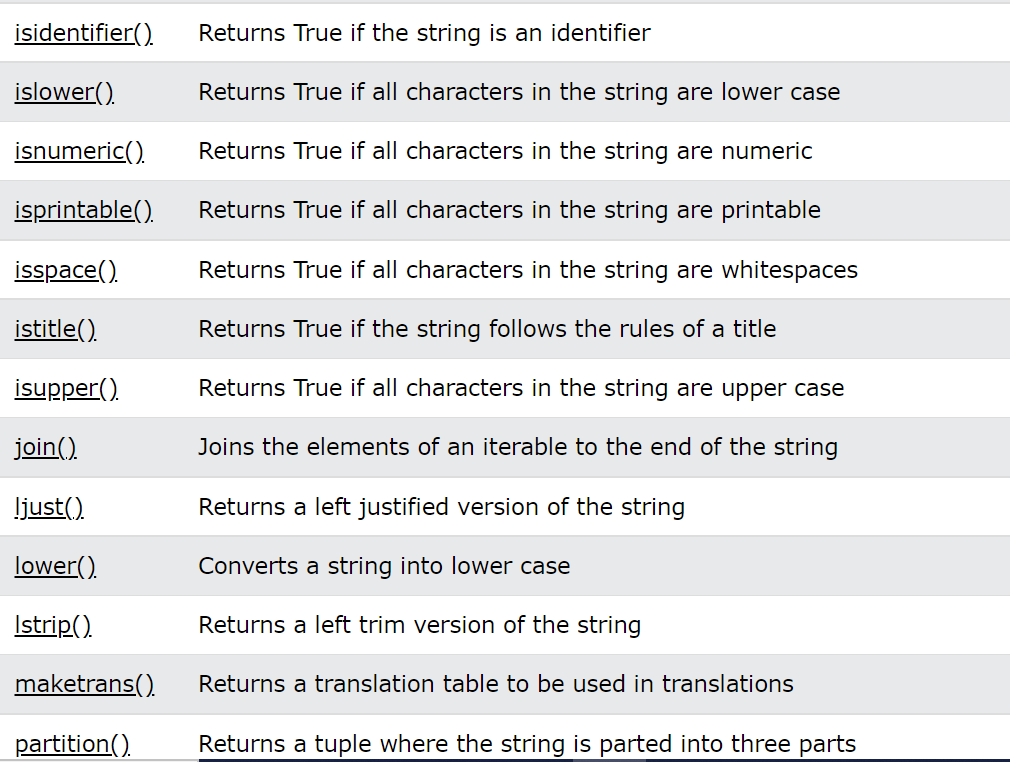 isidentifier() Returns True if the string is an identifier
islower() Returns True if all characters in the string are lower case
isnumeric() Returns True if all characters in the string are numeric
isprintable() Returns True if all characters in the string are printable
isspace() Returns True if all characters in the string are whitespaces
istitle() Returns True if the string follows the rules of a title
isupper() Returns True if all characters in the string are upper case
join() Joins the elements of an iterable to the end of the string
ljust() Returns a left justified version of the string
lower() Converts a string into lower case
lstrip() Returns a left trim version of the string
maketrans() Returns a translation table to be used in translations
partition() Returns a tuple where the string is parted into three parts